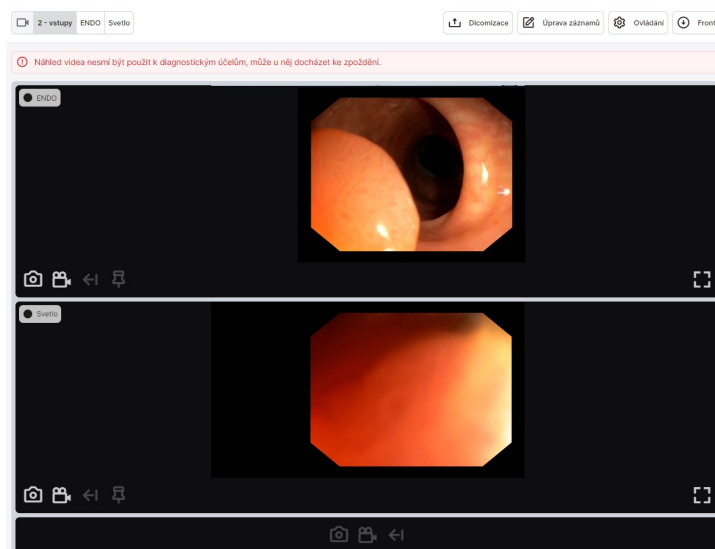 2 - vstupy ENDO Svetlo Dicomizace Úprava záznamů Ovládání Front
Náhled videa nesmí být použit k diagnostickým účelům, může u něj docházet ke zpoždění.
ENDO
Svetlo